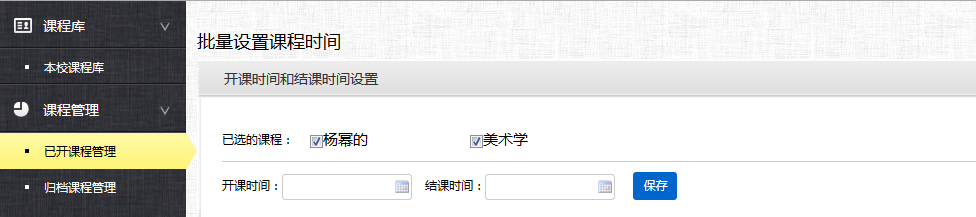 课程库
本校课程库
课程管理
已开课程管理
归档课程管理
批量设置课程时间
开课时间和结课时间设置
已选的课程： 杨幂的 美术学
开课时间： 结课时间： 保存